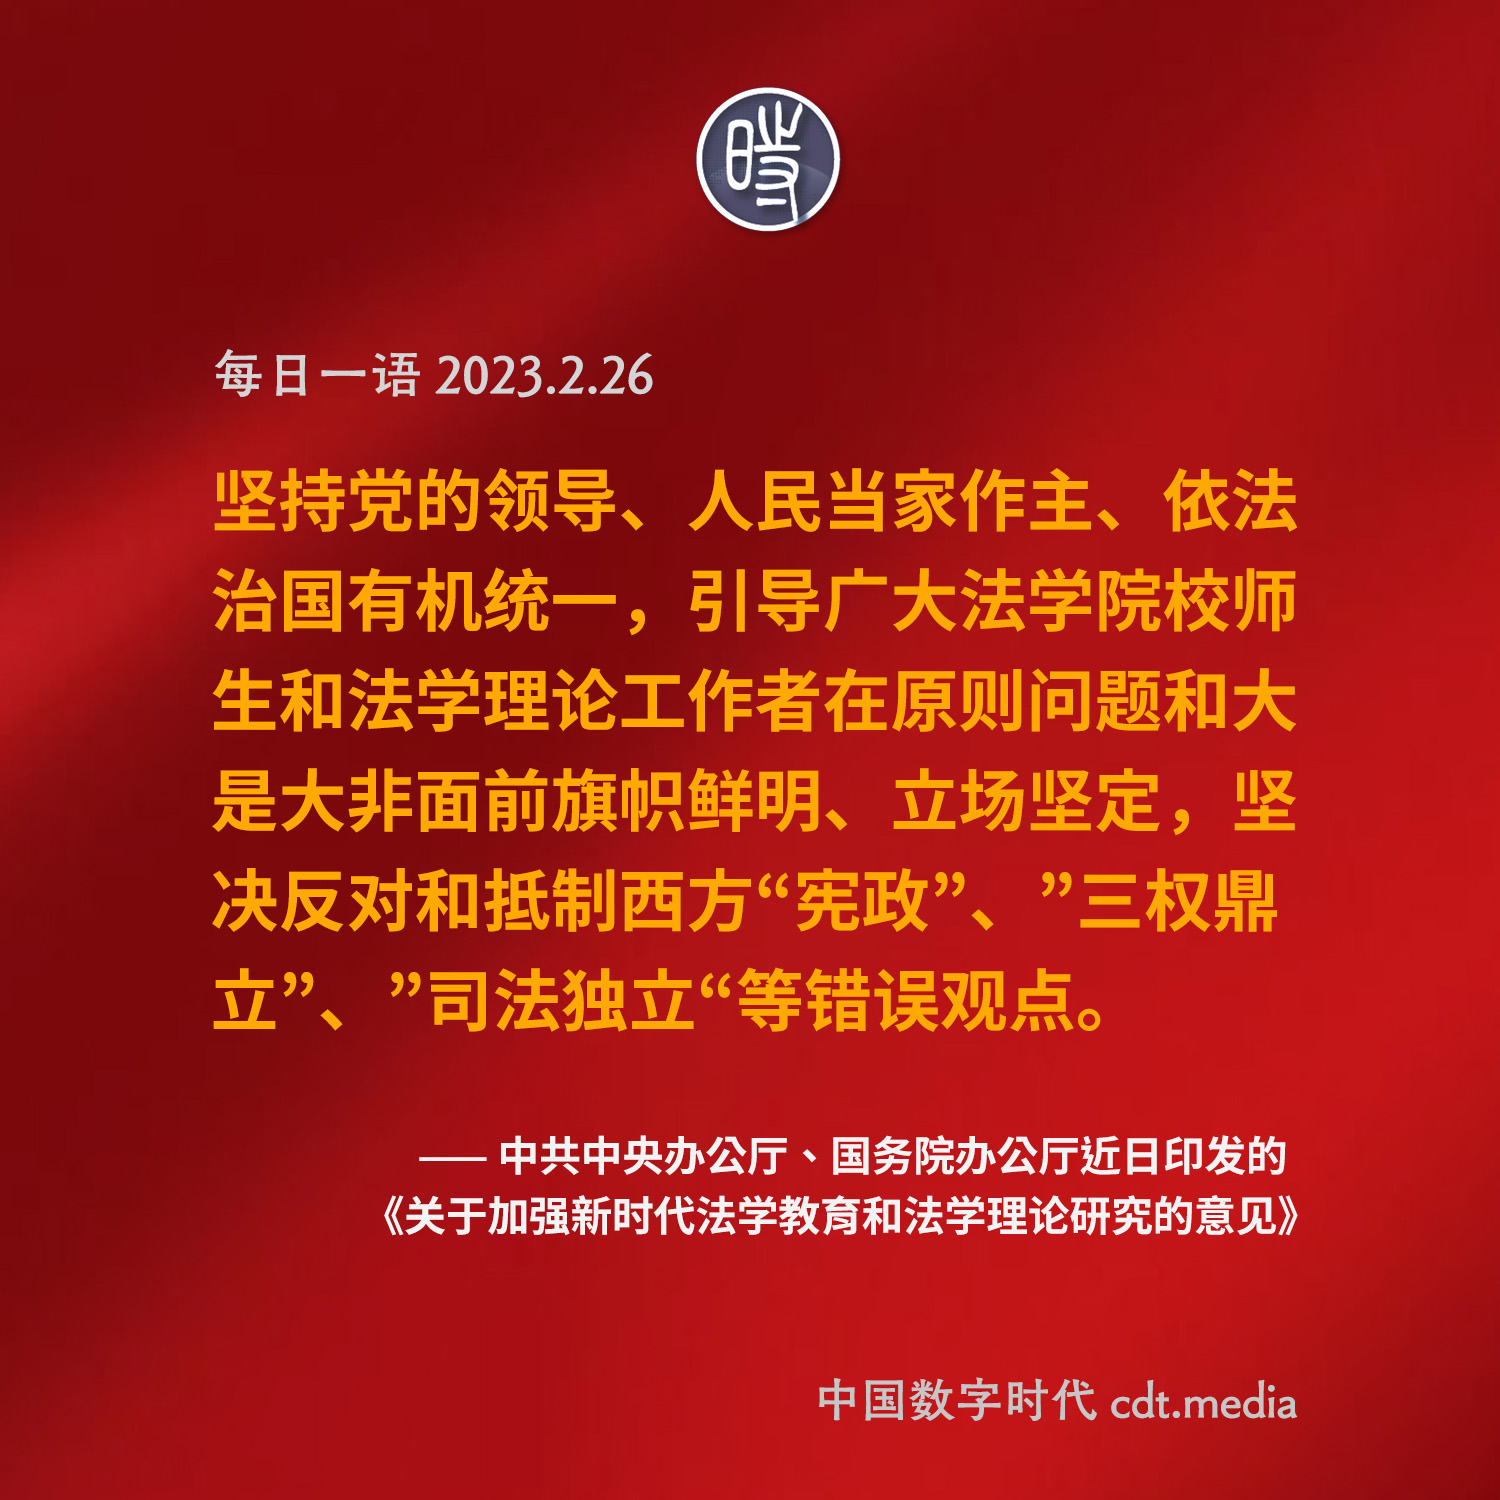 時
每日一语 2023.2.26
坚持党的领导、人民当家作主、依法
治国有机统一，引导广大法学院校师
生和法学理论工作者在原则问题和大
是大非面前旗帜鲜明、立场坚定，坚
决反对和抵制西方“宪政”、”三权鼎
立”、”司法独立“等错误观点。
—— 中共中央办公厅、国务院办公厅近日印发的
《关于加强新时代法学教育和法学理论研究的意见》
中国数字时代 cdt.media